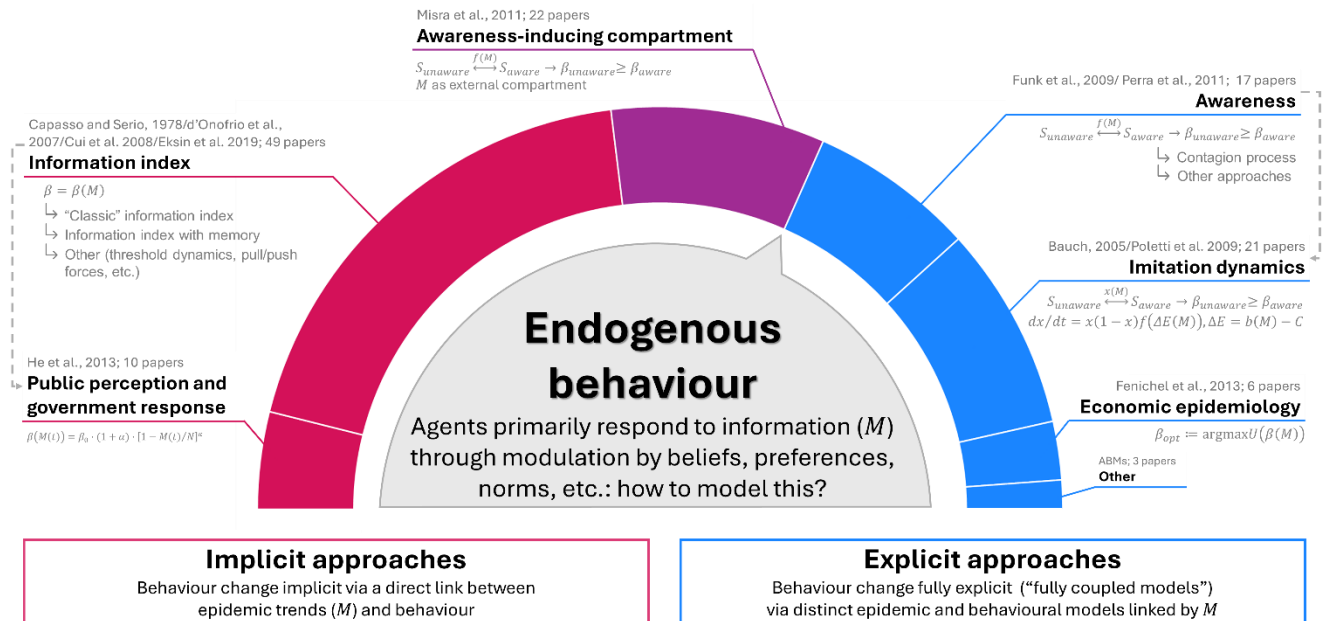 Misra et al., 2011; 22 papers
Awareness-inducing compartment
S_unaware ⟷^{f(M)} S_aware → β_unaware ≥ β_aware
M as external compartment
Funk et al., 2009/ Perra et al., 2011; 17 papers
Awareness
S_unaware ⟷^{f(M)} S_aware → β_unaware ≥ β_aware
↳ Contagion process
↳ Other approaches
Capasso and Serio, 1978/d'Onofrio et al.,
2007/Cui et al. 2008/Eksin et al. 2019; 49 papers
Information index
β = β(M)
↳ "Classic" information index
↳ Information index with memory
↳ Other (threshold dynamics, pull/push
forces, etc.)
Bauch, 2005/Poletti et al. 2009; 21 papers
Imitation dynamics
S_unaware ⟷^{x(M)} S_aware → β_unaware ≥ β_aware
dx/dt = x(1 − x)f(ΔE(M)), ΔE = b(M) − C
He et al., 2013; 10 papers
Public perception and
government response
β(M(t)) = β₀ · (1 + α) · [1 − M(t)/N]^κ
Fenichel et al., 2013; 6 papers
Economic epidemiology
β_opt ≔ argmaxU(β(M))
ABMs; 3 papers
Other
Endogenous
behaviour
Agents primarily respond to information (M)
through modulation by beliefs, preferences,
norms, etc.: how to model this?
Implicit approaches
Behaviour change implicit via a direct link between
epidemic trends (M) and behaviour
Explicit approaches
Behaviour change fully explicit ("fully coupled models")
via distinct epidemic and behavioural models linked by M